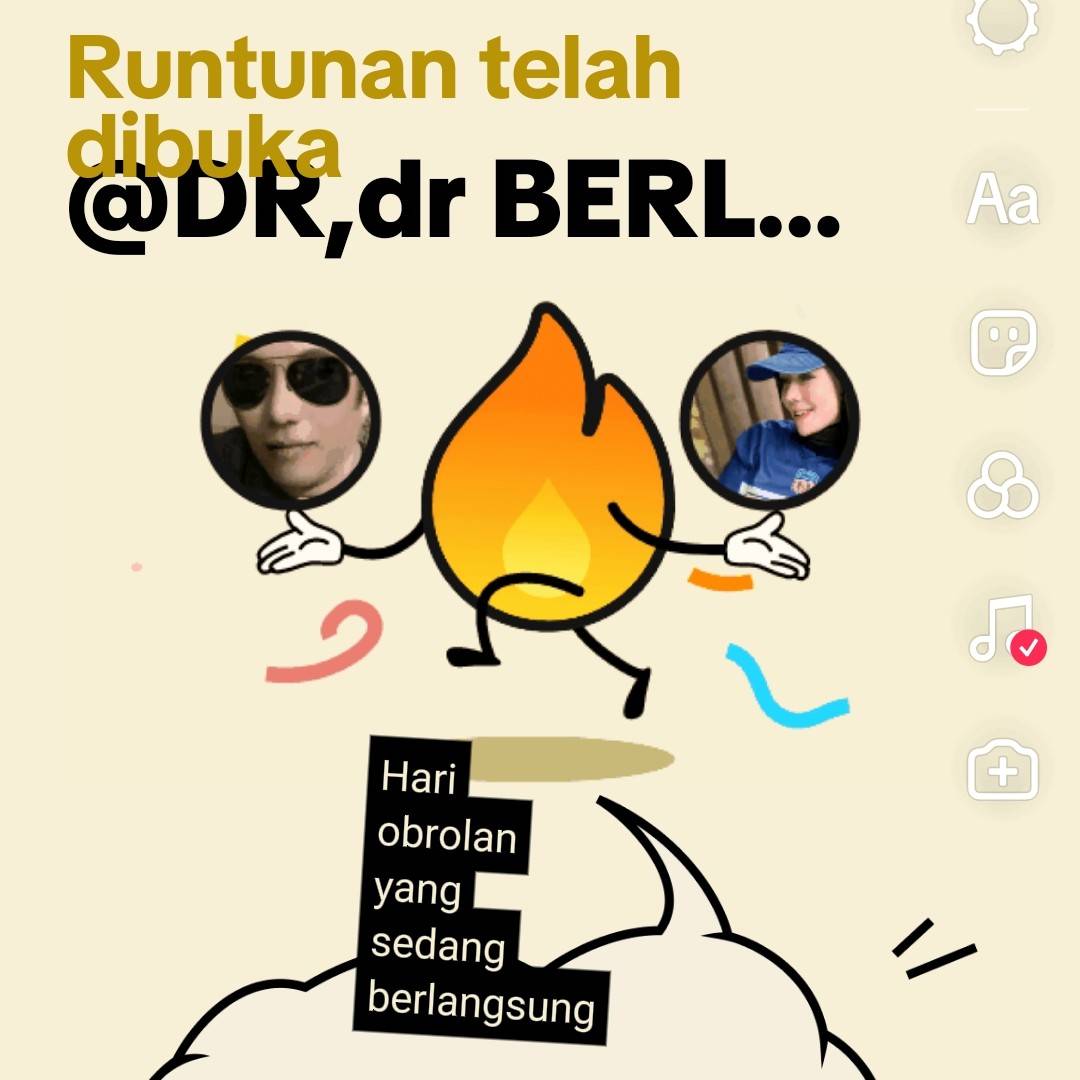 Runtunan telah
dibuka
@DR,dr BERL...
Aa
Hari
obrolan
yang
sedang
berlangsung